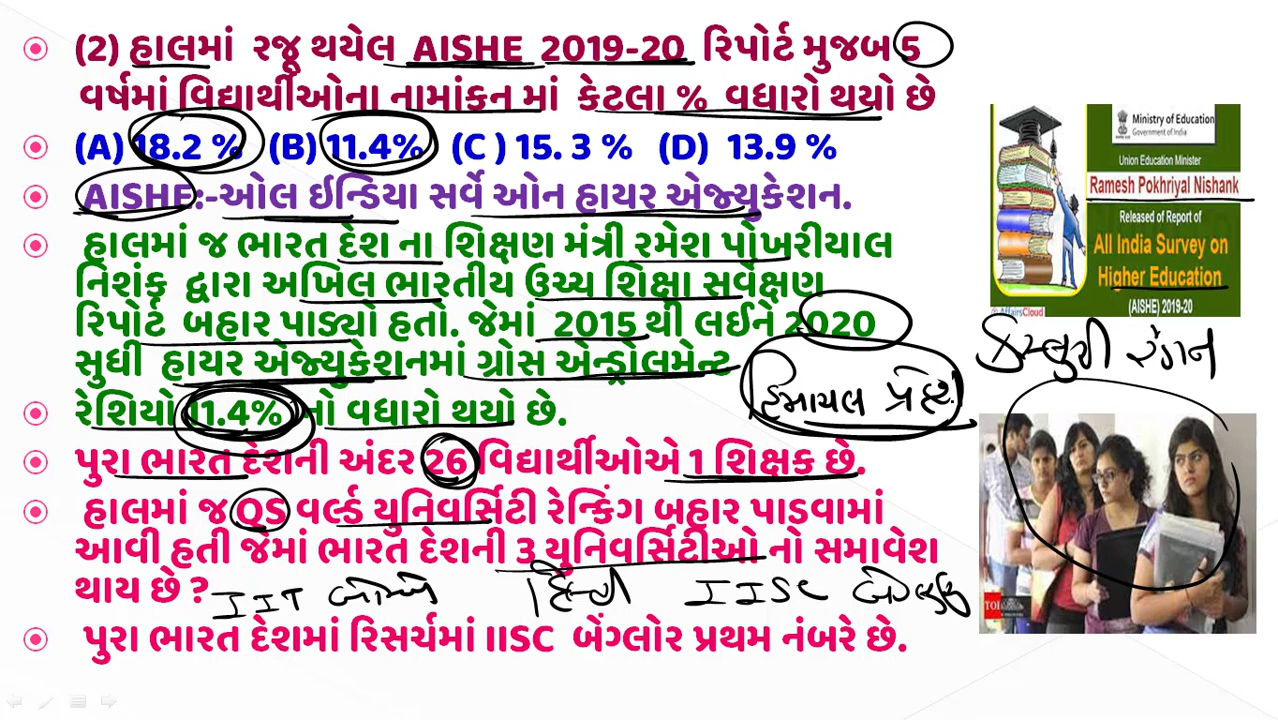 (2) હાલમાં રજૂ થયેલ AISHE 2019-20 રિપોર્ટ મુજબ 5
વર્ષમાં વિદ્યાર્થીઓના નામાંકન માં કેટલા % વધારો થયો છે
(A) 18.2 % (B) 11.4% (C ) 15. 3 % (D) 13.9 %
AISHE:-ઓલ ઈન્ડિયા સર્વે ઓન હાયર એજ્યુકેશન.
હાલમાં જ ભારત દેશ ના શિક્ષણ મંત્રી રમેશ પોખરીયાલ
નિશંક દ્વારા અખિલ ભારતીય ઉચ્ચ શિક્ષા સર્વેક્ષણ
રિપોર્ટ બહાર પાડ્યો હતો. જેમાં 2015 થી લઈને 2020
સુધી હાયર એજ્યુકેશનમાં ગ્રોસ એન્ડ્રોલમેન્ટ
રેશિયો 11.4% નો વધારો થયો છે.
પુરા ભારત દેશની અંદર 26 વિદ્યાર્થીઓએ 1 શિક્ષક છે.
હાલમાં જ QS વર્લ્ડ યુનિવર્સિટી રેન્કિંગ બહાર પાડવામાં
આવી હતી જેમાં ભારત દેશની 3 યુનિવર્સિટીઓ નો સમાવેશ
થાય છે ?
IIT બોમ્બે દિલ્હી IISC
પુરા ભારત દેશમાં રિસર્ચમાં IISC બેંગ્લોર પ્રથમ નંબરે છે.
Ministry of Education
Government of India
Union Education Minister
Ramesh Pokhriyal Nishank
Released of Report of
All India Survey on
Higher Education
(AISHE) 2019-20
AffairsCloud
કસ્તુરી રંગન
હિમાચલ
TOI